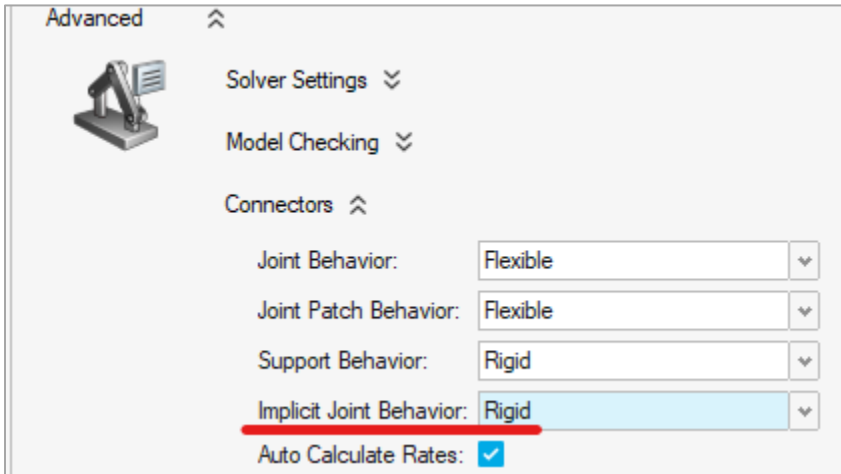 Advanced
Solver Settings
Model Checking
Connectors
Joint Behavior: Flexible
Joint Patch Behavior: Flexible
Support Behavior: Rigid
Implicit Joint Behavior: Rigid
Auto Calculate Rates: